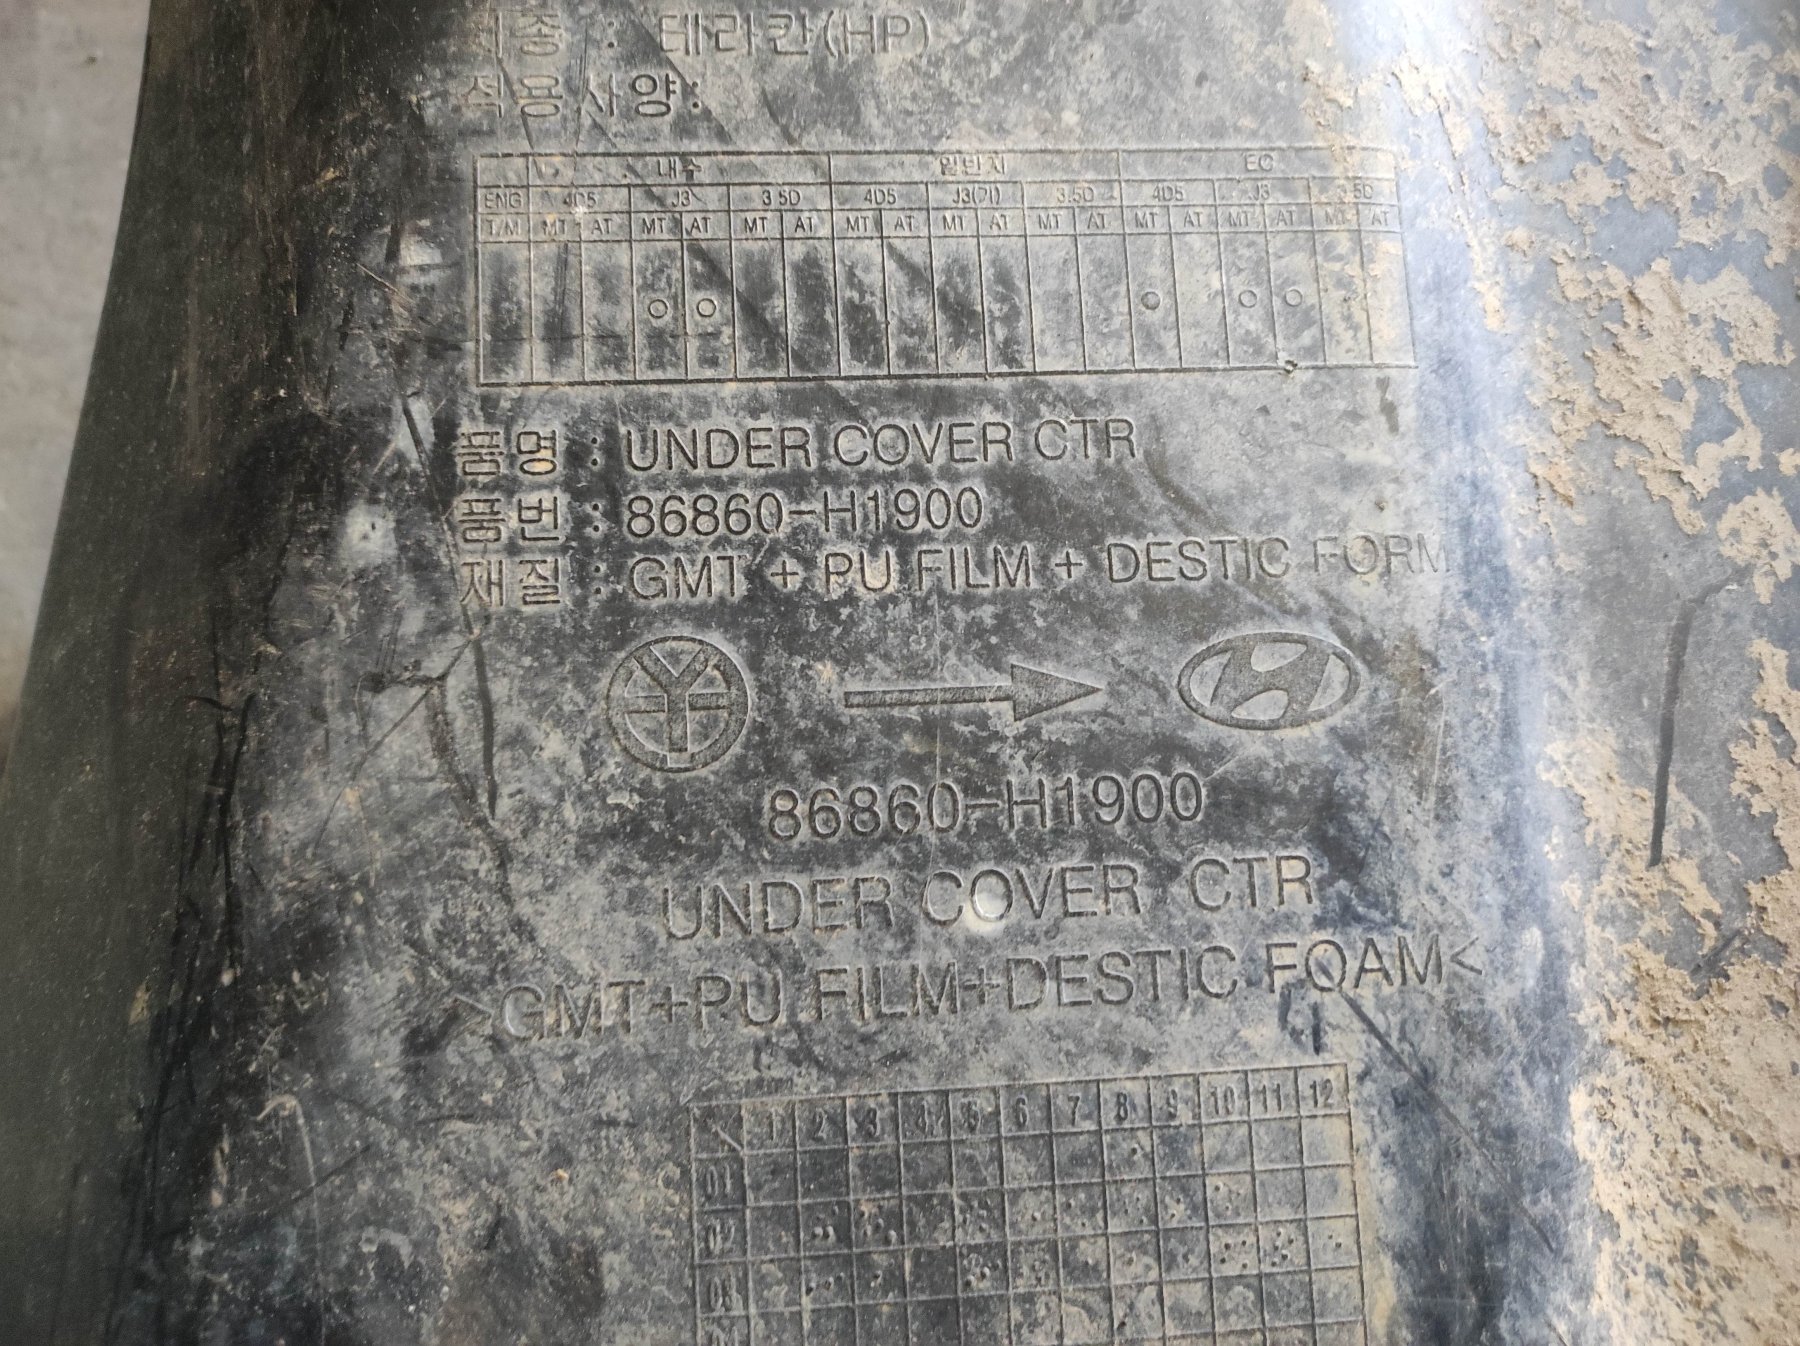 차종 : 테라칸(HP)
적용사양:
내수 일반지 EC
ENG 4D5 J3 3.5D 4D5 J3(PI) 3.5D 4D5 J3 3.5D
T/M MT AT MT AT MT AT MT AT MT AT MT AT MT AT MT AT MT AT
○ ○ ○ ○ ○
품명 : UNDER COVER CTR
품번 : 86860-H1900
재질 : GMT + PU FILM + DESTIC FORM
86860-H1900
UNDER COVER CTR
>GMT+PU FILM+DESTIC FOAM<
1 2 3 4 5 6 7 8 9 10 11 12
01
02
03